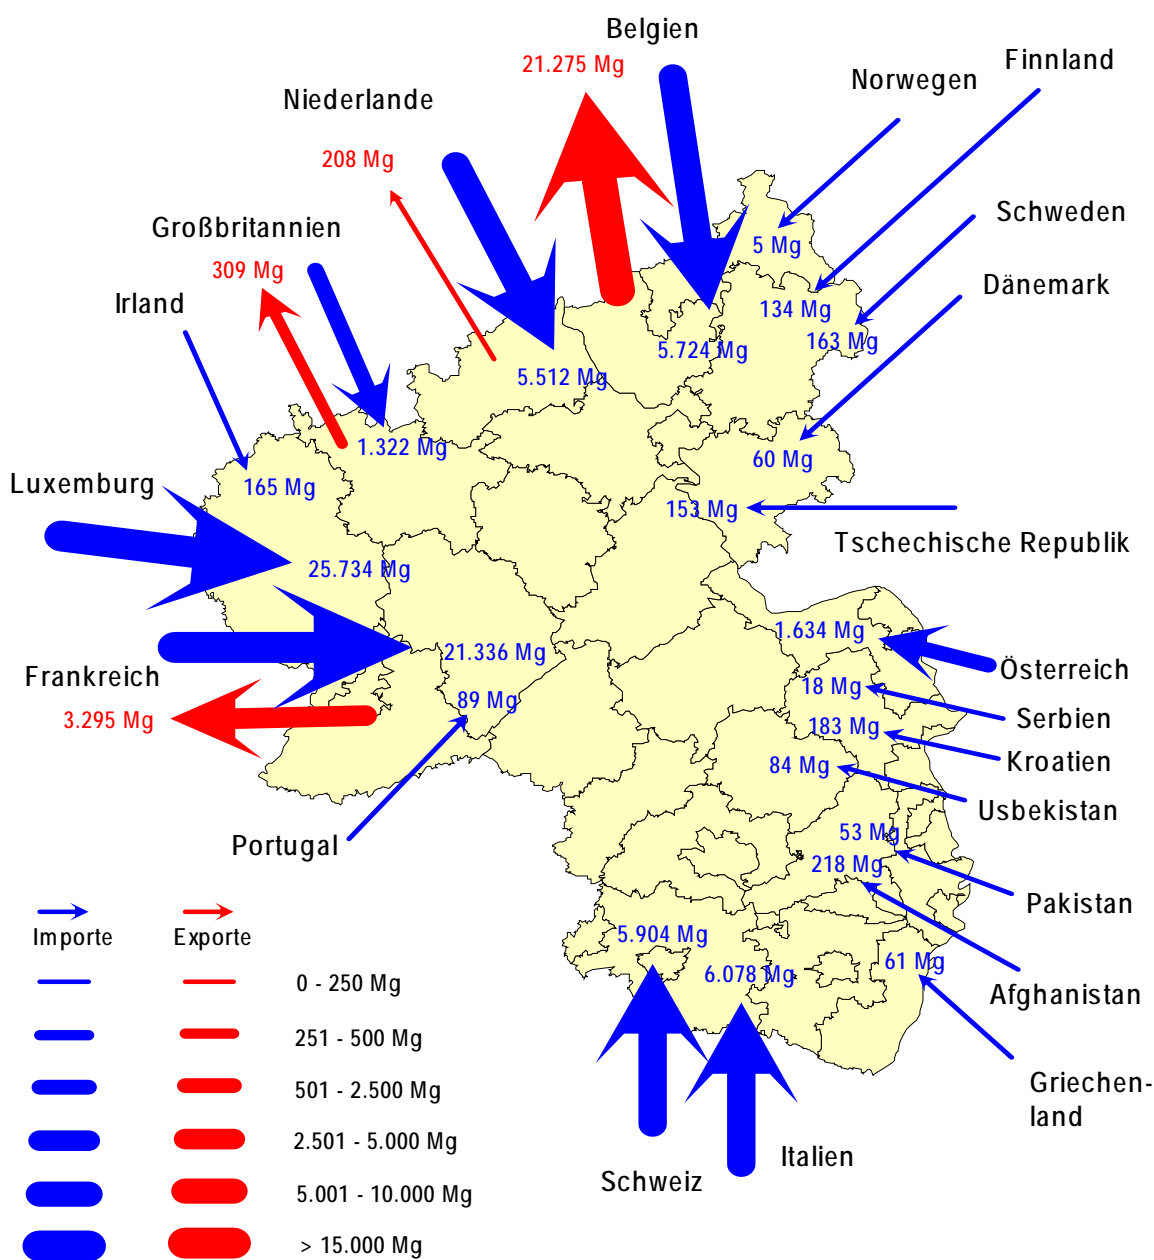 Belgien
21.275 Mg
Finnland
Norwegen
Niederlande
208 Mg
Schweden
Großbritannien
5 Mg
309 Mg
Dänemark
Irland
134 Mg
163 Mg
5.724 Mg
5.512 Mg
1.322 Mg
60 Mg
Luxemburg
165 Mg
153 Mg
Tschechische Republik
25.734 Mg
1.634 Mg
21.336 Mg
Österreich
Frankreich
18 Mg
89 Mg
3.295 Mg
Serbien
183 Mg
Kroatien
84 Mg
Usbekistan
53 Mg
Portugal
218 Mg
Pakistan
5.904 Mg
61 Mg
6.078 Mg
Afghanistan
Griechen-
land
Italien
Schweiz
Importe Exporte
0 - 250 Mg
251 - 500 Mg
501 - 2.500 Mg
2.501 - 5.000 Mg
5.001 - 10.000 Mg
> 15.000 Mg